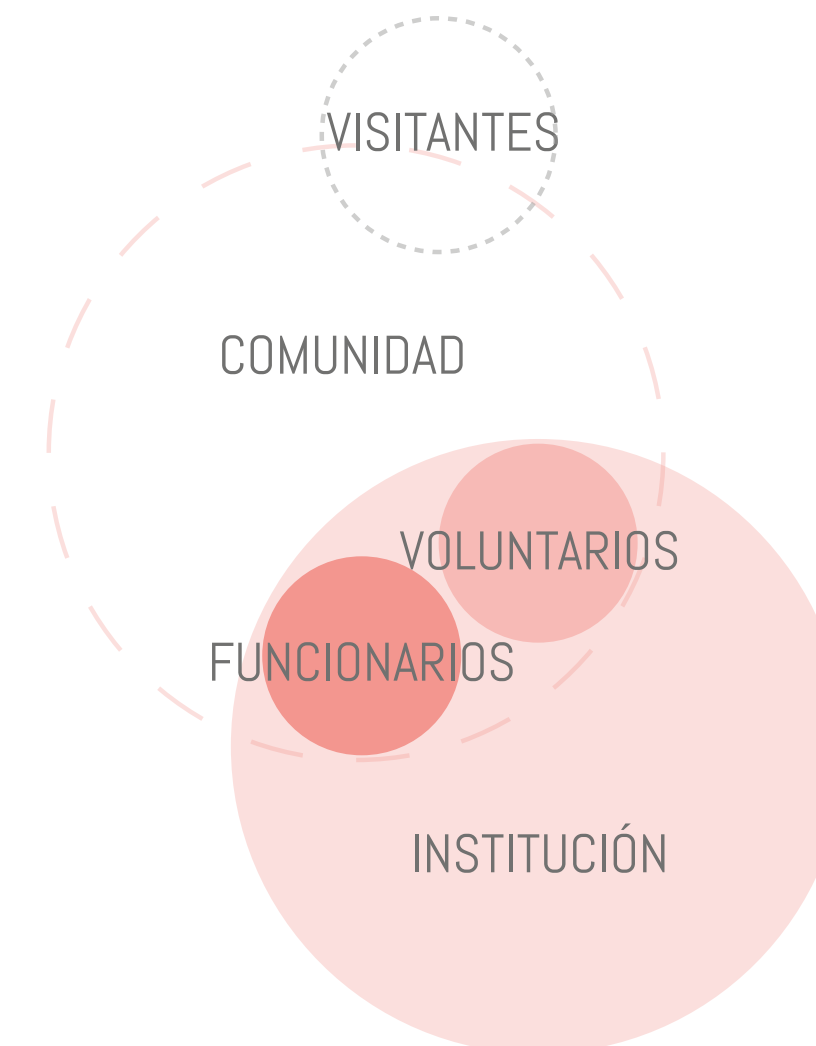 VISITANTES
COMUNIDAD
VOLUNTARIOS
FUNCIONARIOS
INSTITUCIÓN